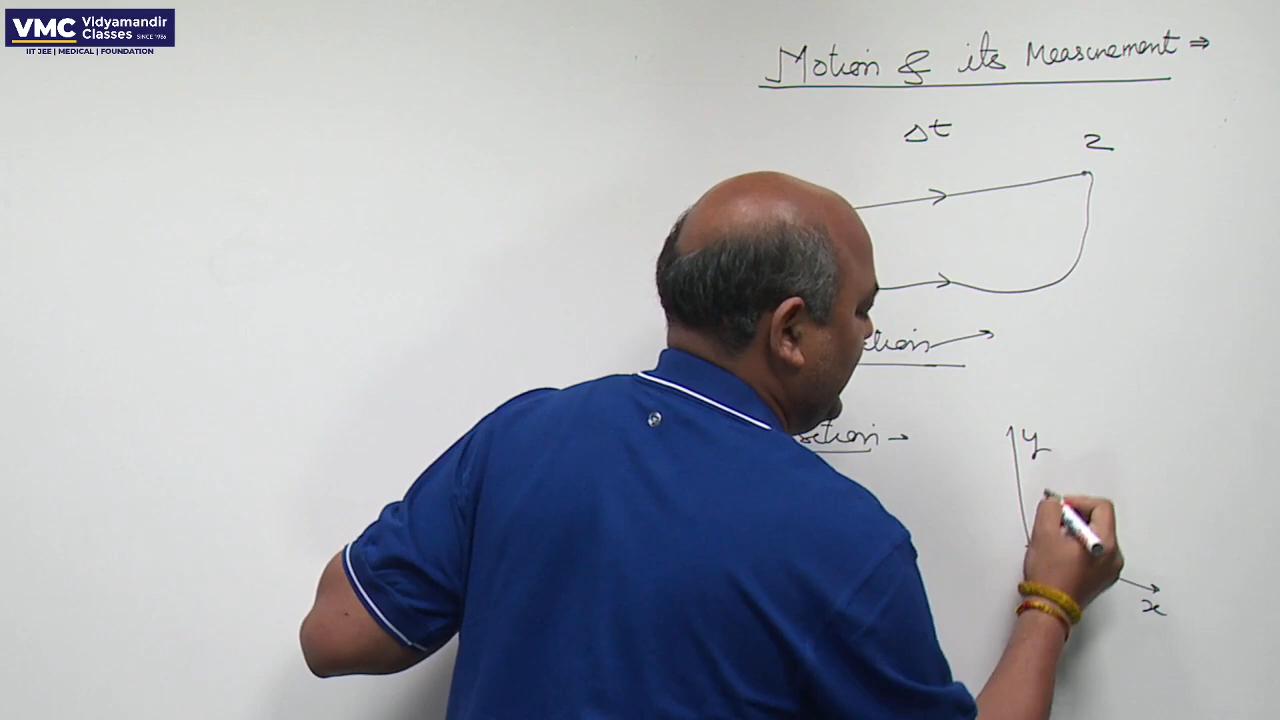 VMC Vidyamandir Classes SINCE 1986
IIT JEE | MEDICAL | FOUNDATION
Motion & its Measurement ⇒
Δt
2
y
x